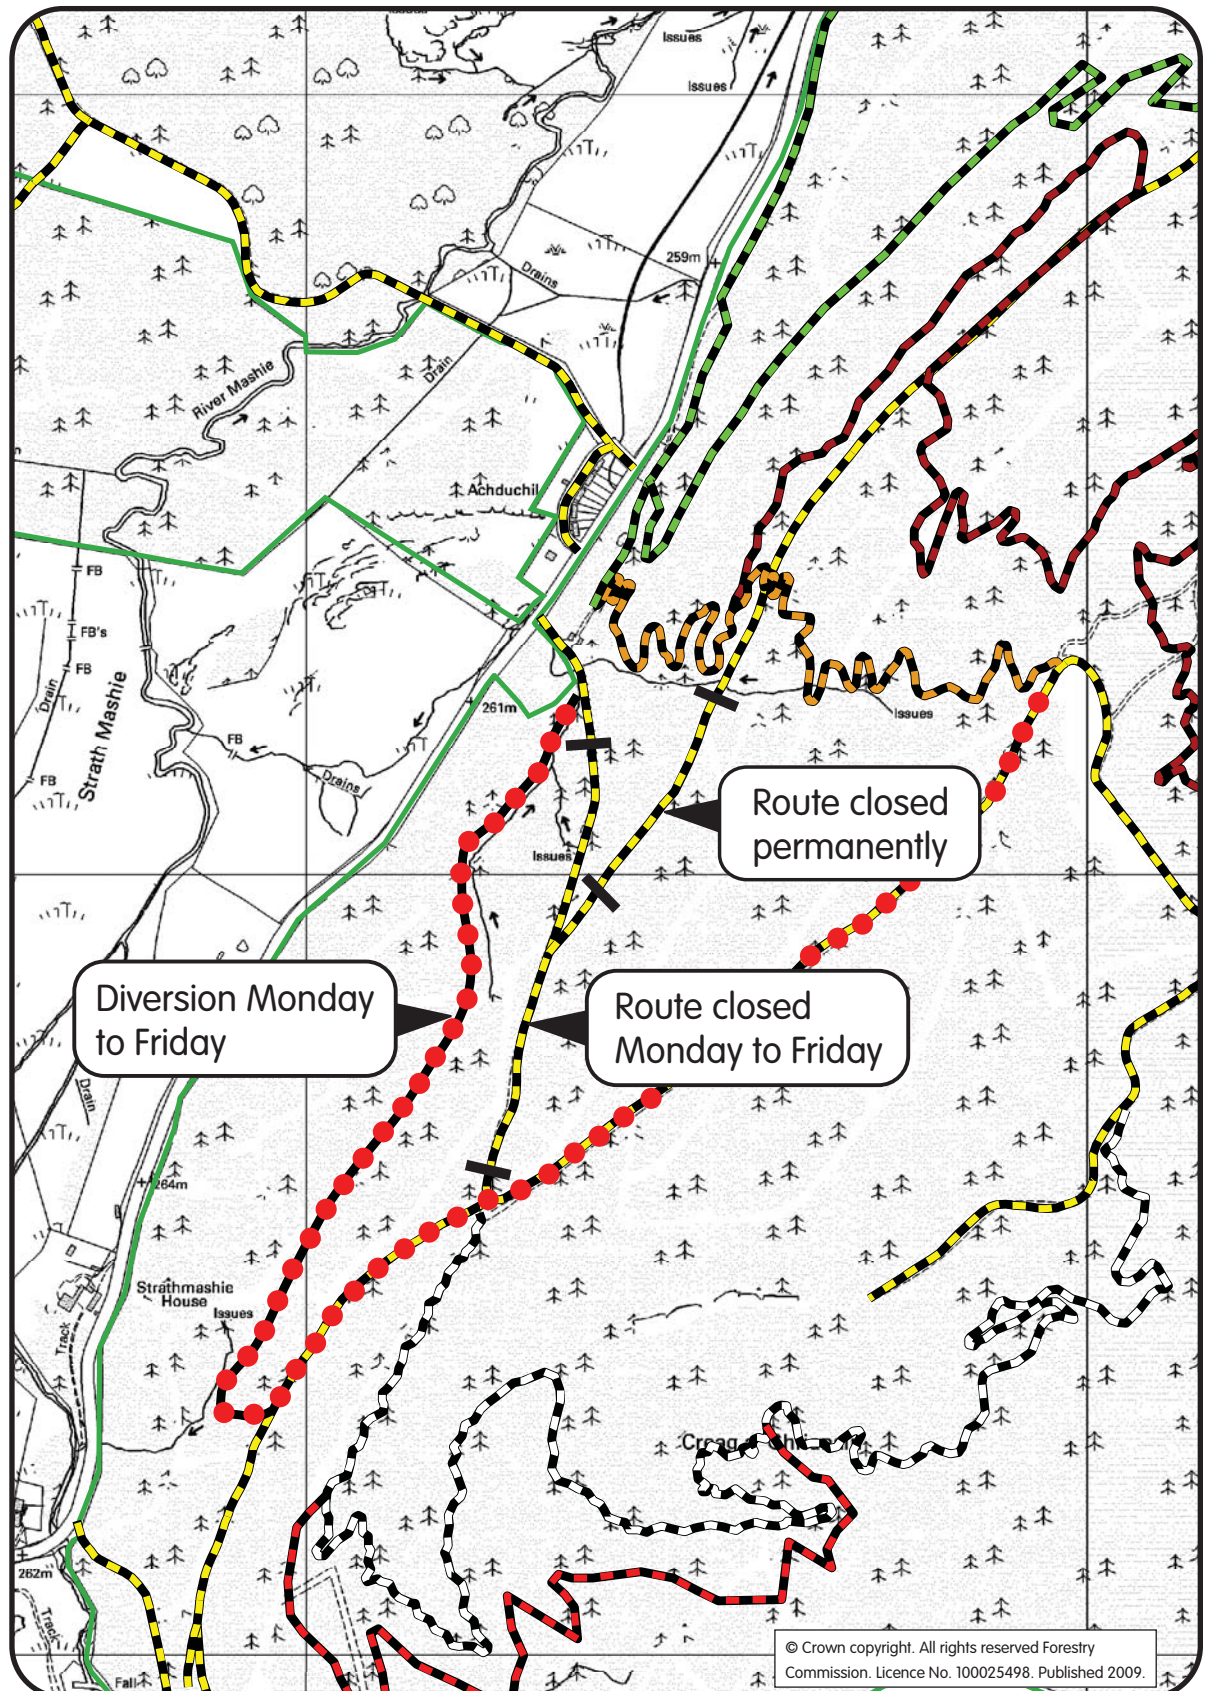 Issues
Issues
259m
Drains
Drain
River Mashie
Achduchil
FB
FB's
FB
Drain
Strath Mashie
FB
261m
FB
Drains
Issues
Issues
Route closed
permanently
Diversion Monday
to Friday
Route closed
Monday to Friday
Drain
264m
Strathmashie
House
Issues
Track
Creag
262m
Track
Fall
© Crown copyright. All rights reserved Forestry
Commission. Licence No. 100025498. Published 2009.